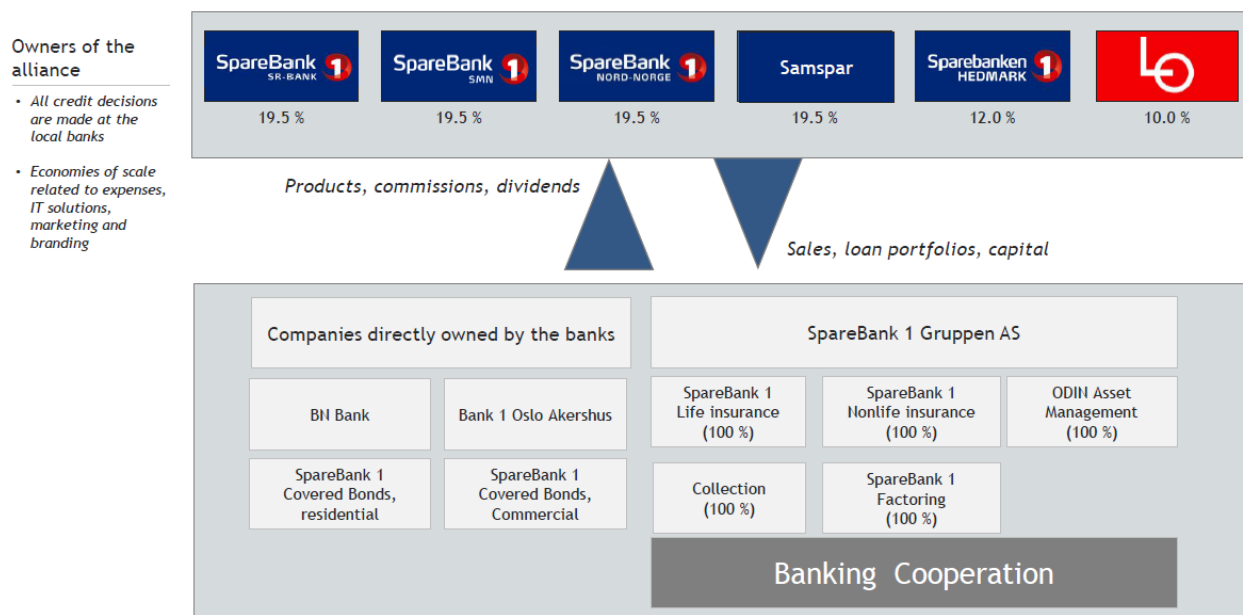 Owners of the
alliance
• All credit decisions
are made at the
local banks
• Economies of scale
related to expenses,
IT solutions,
marketing and
branding
SpareBank 1
SR-BANK
19.5 %
SpareBank 1
SMN
19.5 %
SpareBank 1
NORD-NORGE
19.5 %
Samspar
19.5 %
Sparebanken 1
HEDMARK
12.0 %
LO
10.0 %
Products, commissions, dividends
Sales, loan portfolios, capital
Companies directly owned by the banks
BN Bank
Bank 1 Oslo Akershus
SpareBank 1
Covered Bonds,
residential
SpareBank 1
Covered Bonds,
Commercial
SpareBank 1 Gruppen AS
SpareBank 1
Life insurance
(100 %)
SpareBank 1
Nonlife insurance
(100 %)
ODIN Asset
Management
(100 %)
Collection
(100 %)
SpareBank 1
Factoring
(100 %)
Banking Cooperation